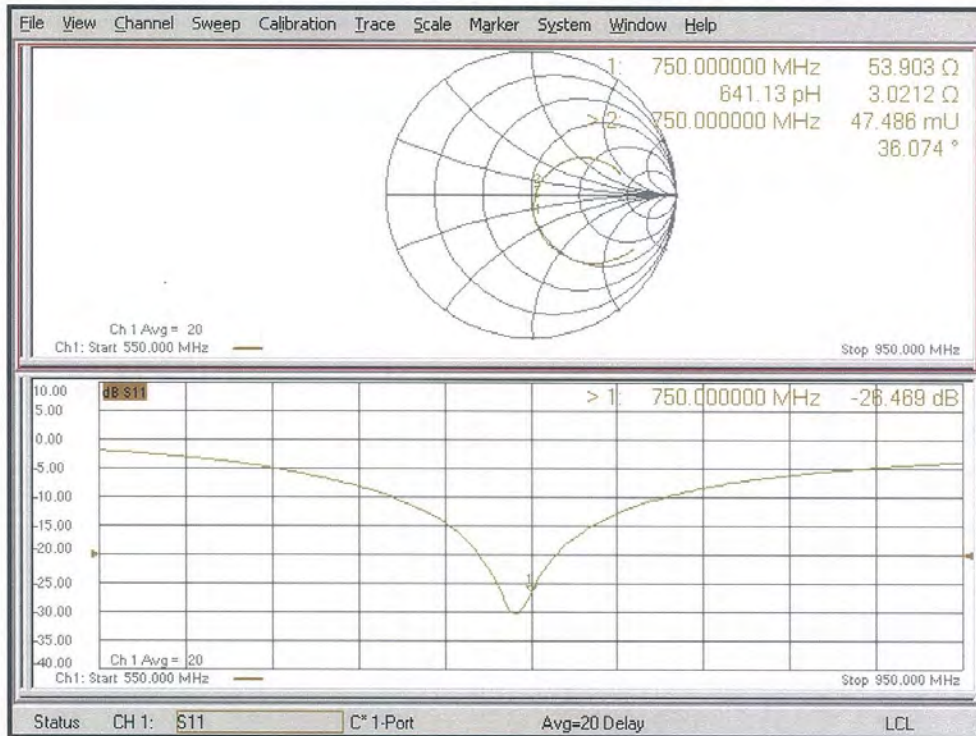 File View Channel Sweep Calibration Trace Scale Marker System Window Help
1: 750.000000 MHz 53.903 Ω
641.13 pH 3.0212 Ω
> 2: 750.000000 MHz 47.486 mU
36.074 °
Ch 1 Avg = 20
Ch1: Start 550.000 MHz
Stop 950.000 MHz
10.00
dB S11
> 1: 750.000000 MHz -26.469 dB
5.00
0.00
-5.00
-10.00
-15.00
-20.00
-25.00
1
-30.00
-35.00
-40.00
Ch 1 Avg = 20
Ch1: Start 550.000 MHz
Stop 950.000 MHz
Status CH 1: S11 C* 1-Port Avg=20 Delay LCL